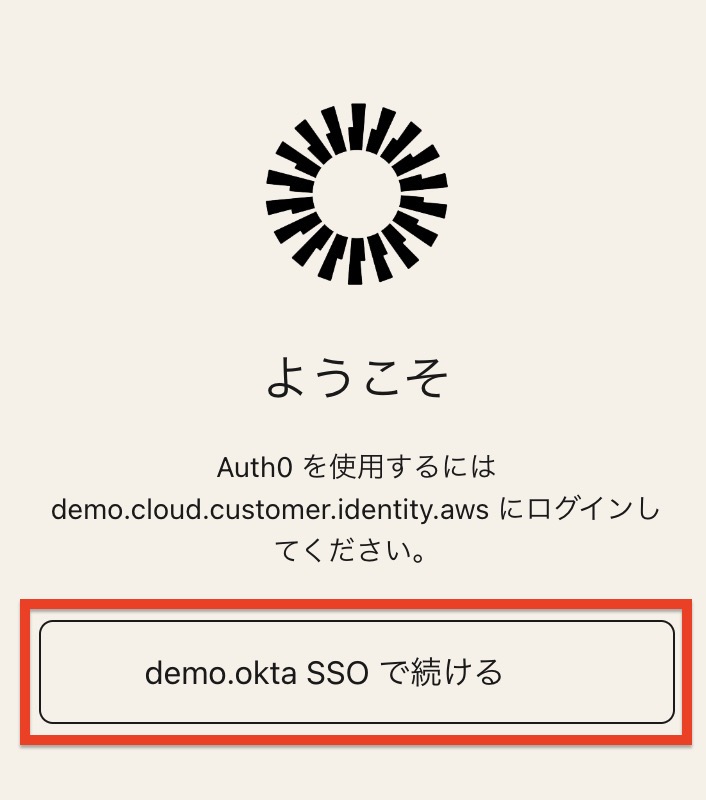 ようこそ
Auth0 を使用するには
demo.cloud.customer.identity.aws にログインし
てください。
demo.okta SSO で続ける